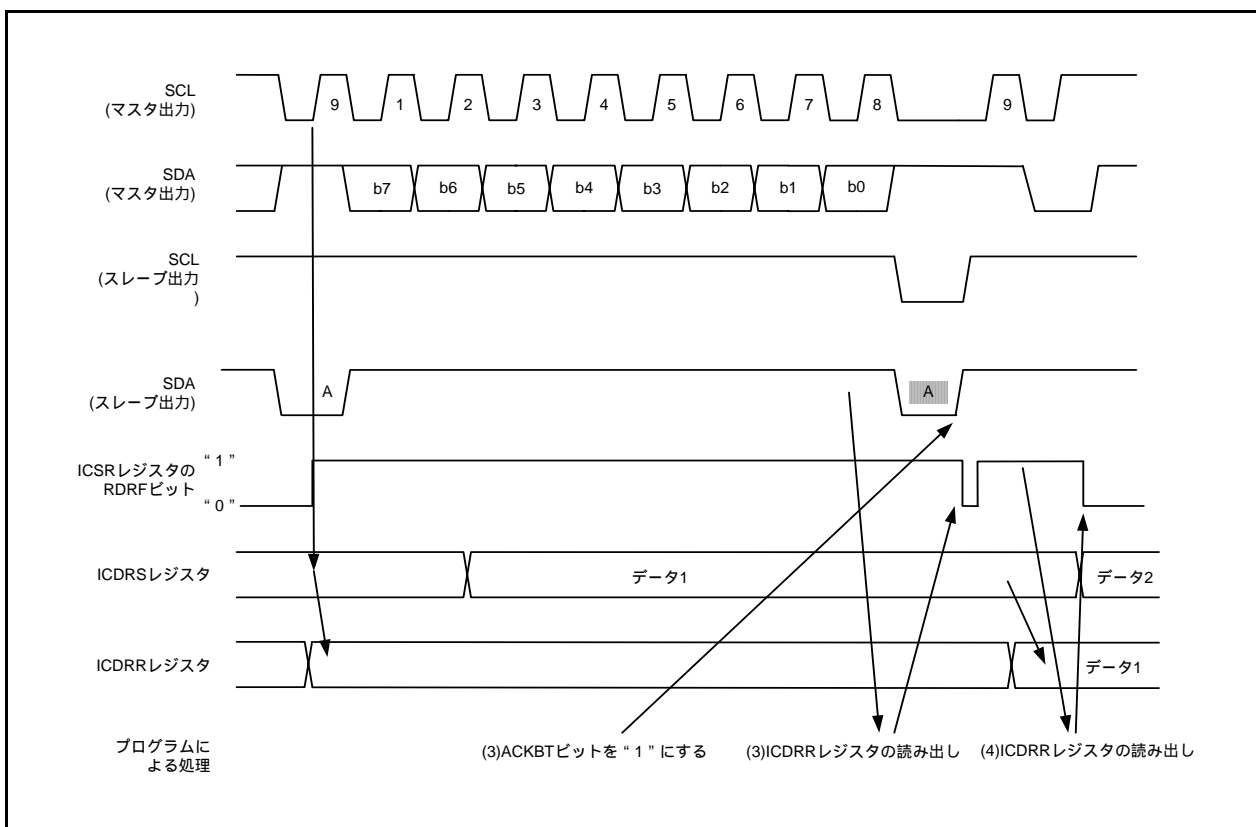 SCL
(マスタ出力)
9 1 2 3 4 5 6 7 8 9
SDA
(マスタ出力)
b7 b6 b5 b4 b3 b2 b1 b0
SCL
(スレーブ出力
)
SDA
(スレーブ出力)
A A
ICSRレジスタの
RDRFビット
“1”
“0”
ICDRSレジスタ
データ1 データ2
ICDRRレジスタ
データ1
プログラムに
よる処理
(3)ACKBTビットを“1”にする (3)ICDRRレジスタの読み出し (4)ICDRRレジスタの読み出し